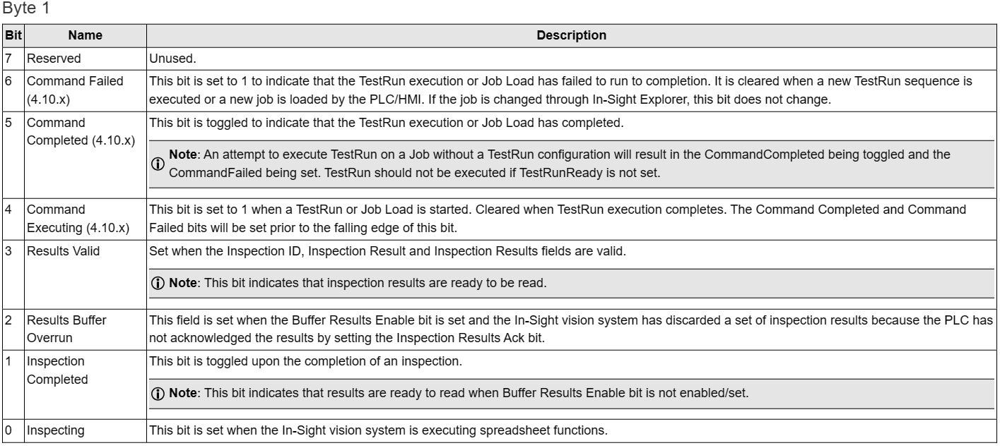 Byte 1
Bit Name Description
7 Reserved Unused.
6 Command Failed This bit is set to 1 to indicate that the TestRun execution or Job Load has failed to run to completion. It is cleared when a new TestRun sequence is
(4.10.x) executed or a new job is loaded by the PLC/HMI. If the job is changed through In-Sight Explorer, this bit does not change.
5 Command This bit is toggled to indicate that the TestRun execution or Job Load has completed.
Completed (4.10.x)
Note: An attempt to execute TestRun on a Job without a TestRun configuration will result in the CommandCompleted being toggled and the
CommandFailed being set. TestRun should not be executed if TestRunReady is not set.
4 Command This bit is set to 1 when a TestRun or Job Load is started. Cleared when TestRun execution completes. The Command Completed and Command
Executing (4.10.x) Failed bits will be set prior to the falling edge of this bit.
3 Results Valid Set when the Inspection ID, Inspection Result and Inspection Results fields are valid.
Note: This bit indicates that inspection results are ready to be read.
2 Results Buffer This field is set when the Buffer Results Enable bit is set and the In-Sight vision system has discarded a set of inspection results because the PLC has
Overrun not acknowledged the results by setting the Inspection Results Ack bit.
1 Inspection This bit is toggled upon the completion of an inspection.
Completed
Note: This bit indicates that results are ready to read when Buffer Results Enable bit is not enabled/set.
0 Inspecting This bit is set when the In-Sight vision system is executing spreadsheet functions.